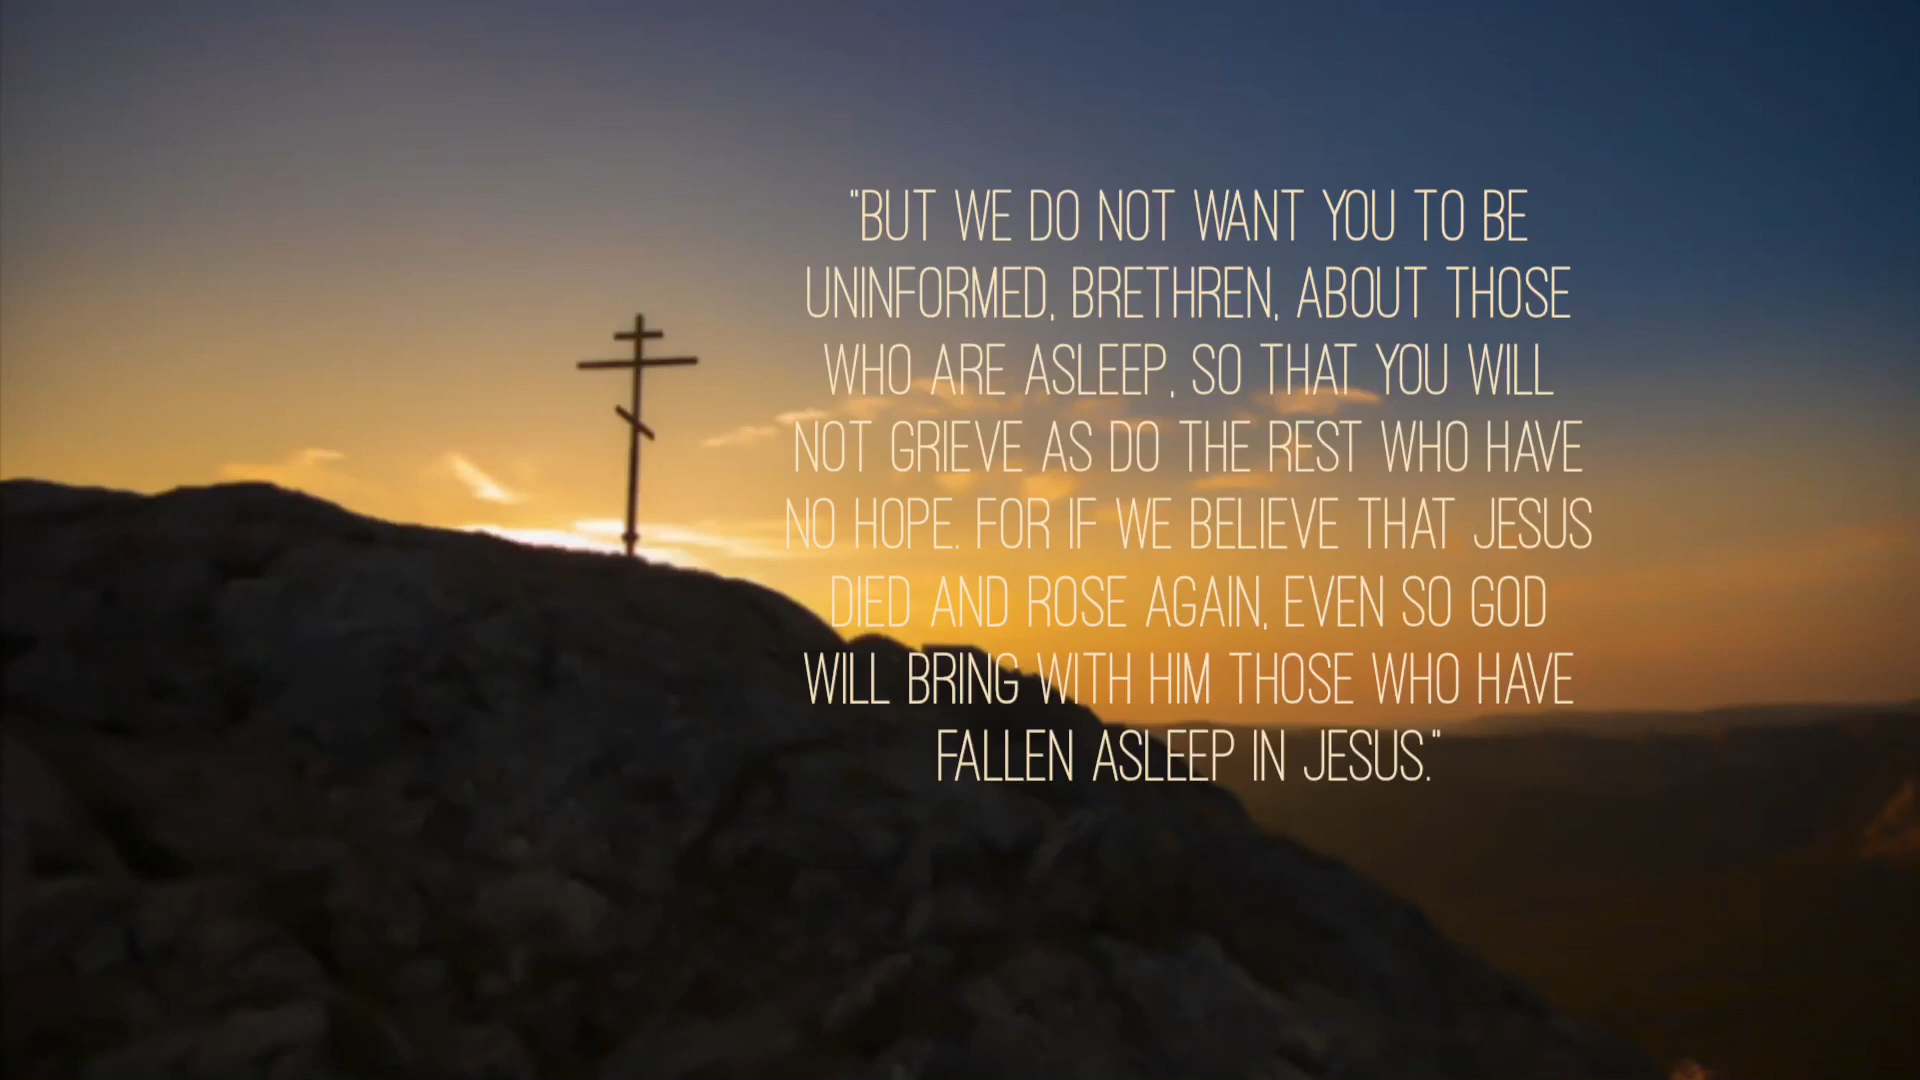 "BUT WE DO NOT WANT YOU TO BE
UNINFORMED, BRETHREN, ABOUT THOSE
WHO ARE ASLEEP, SO THAT YOU WILL
NOT GRIEVE AS DO THE REST WHO HAVE
NO HOPE. FOR IF WE BELIEVE THAT JESUS
DIED AND ROSE AGAIN, EVEN SO GOD
WILL BRING WITH HIM THOSE WHO HAVE
FALLEN ASLEEP IN JESUS."